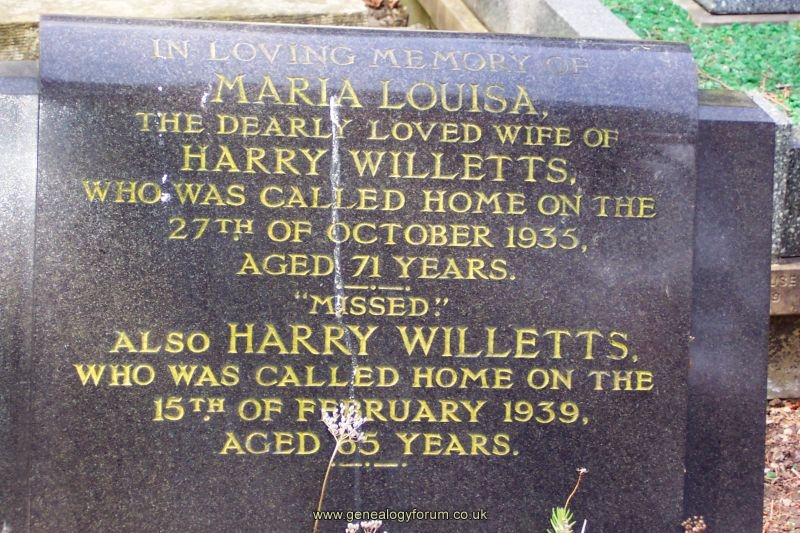 IN LOVING MEMORY OF
MARIA LOUISA,
THE DEARLY LOVED WIFE OF
HARRY WILLETTS,
WHO WAS CALLED HOME ON THE
27TH OF OCTOBER 1935,
AGED 71 YEARS.
"MISSED."
ALSO HARRY WILLETTS,
WHO WAS CALLED HOME ON THE
15TH OF FEBRUARY 1939,
AGED 65 YEARS.
www.genealogyforum.co.uk